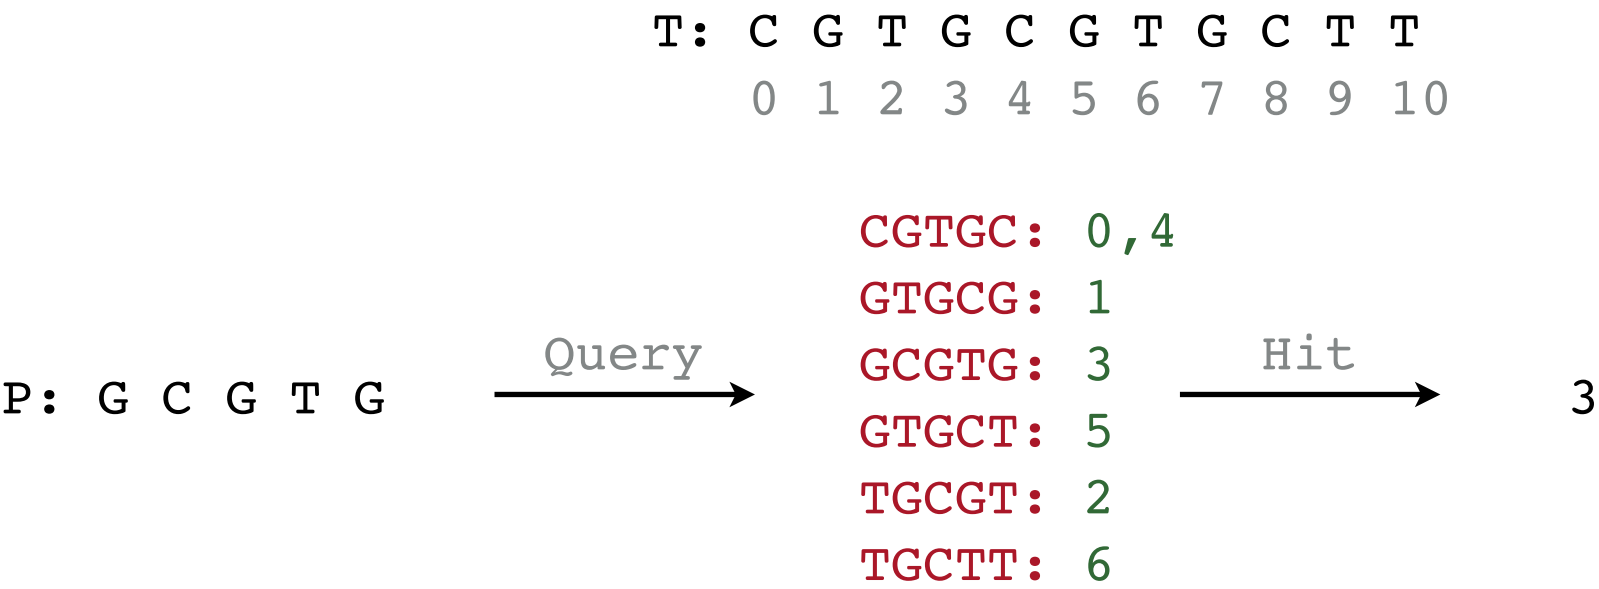 T: C G T G C G T G C T T
0 1 2 3 4 5 6 7 8 9 10
CGTGC: 0,4
GTGCG: 1
Query
GCGTG: 3
Hit
P: G C G T G
3
GTGCT: 5
TGCGT: 2
TGCTT: 6